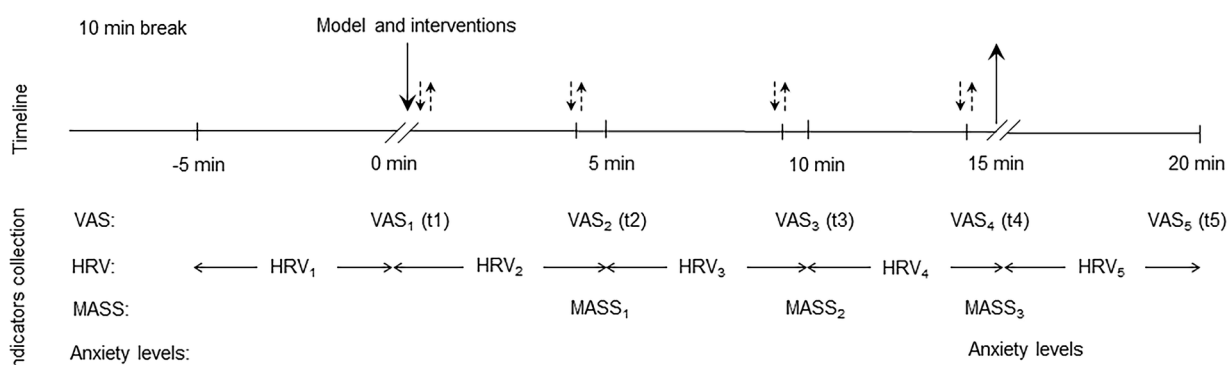 10 min break
Model and interventions
Timeline
-5 min 0 min 5 min 10 min 15 min 20 min
Indicators collection
VAS: VAS₁ (t1) VAS₂ (t2) VAS₃ (t3) VAS₄ (t4) VAS₅ (t5)
HRV: HRV₁ HRV₂ HRV₃ HRV₄ HRV₅
MASS: MASS₁ MASS₂ MASS₃
Anxiety levels: Anxiety levels